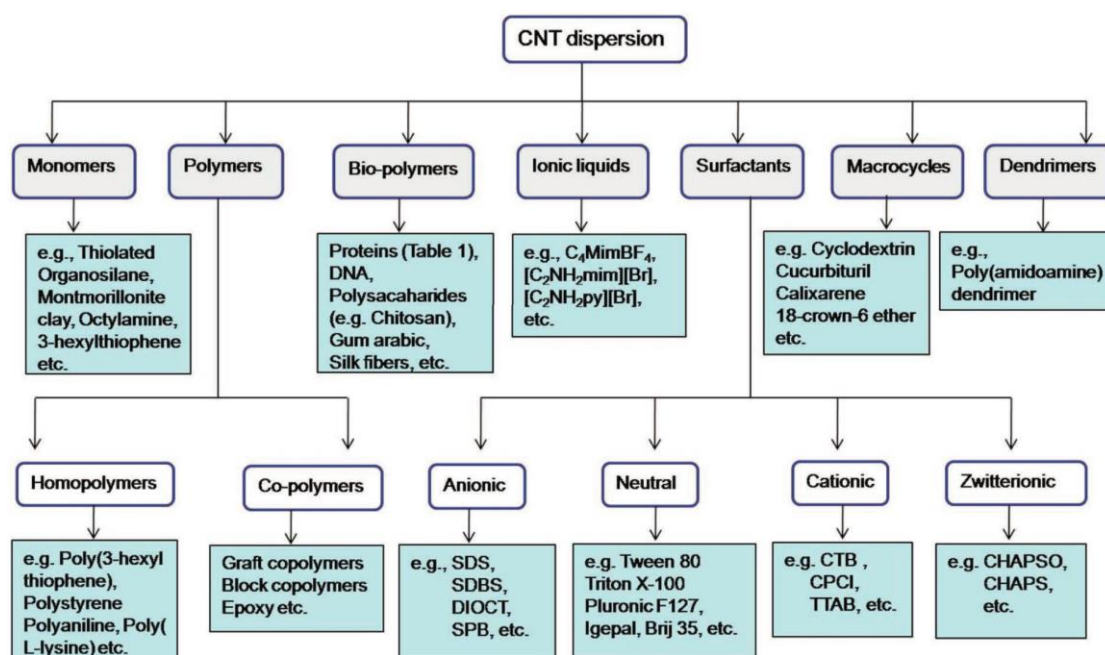 CNT dispersion
Monomers
Polymers
Bio-polymers
Ionic liquids
Surfactants
Macrocycles
Dendrimers
e.g., Thiolated
Organosilane,
Montmorillonite
clay, Octylamine,
3-hexylthiophene
etc.
Proteins (Table 1),
DNA,
Polysacaharides
(e.g. Chitosan),
Gum arabic,
Silk fibers, etc.
e.g., C₄MimBF₄,
[C₂NH₂mim][Br],
[C₂NH₂py][Br],
etc.
e.g. Cyclodextrin
Cucurbituril
Calixarene
18-crown-6 ether
etc.
e.g.,
Poly(amidoamine)
dendrimer
Homopolymers
Co-polymers
Anionic
Neutral
Cationic
Zwitterionic
e.g. Poly(3-hexyl
thiophene),
Polystyrene
Polyaniline, Poly(
L-lysine) etc.
Graft copolymers
Block copolymers
Epoxy etc.
e.g., SDS,
SDBS,
DIOCT,
SPB, etc.
e.g. Tween 80
Triton X-100
Pluronic F127,
Igepal, Brij 35, etc.
e.g. CTB ,
CPCI,
TTAB, etc.
e.g. CHAPSO,
CHAPS,
etc.